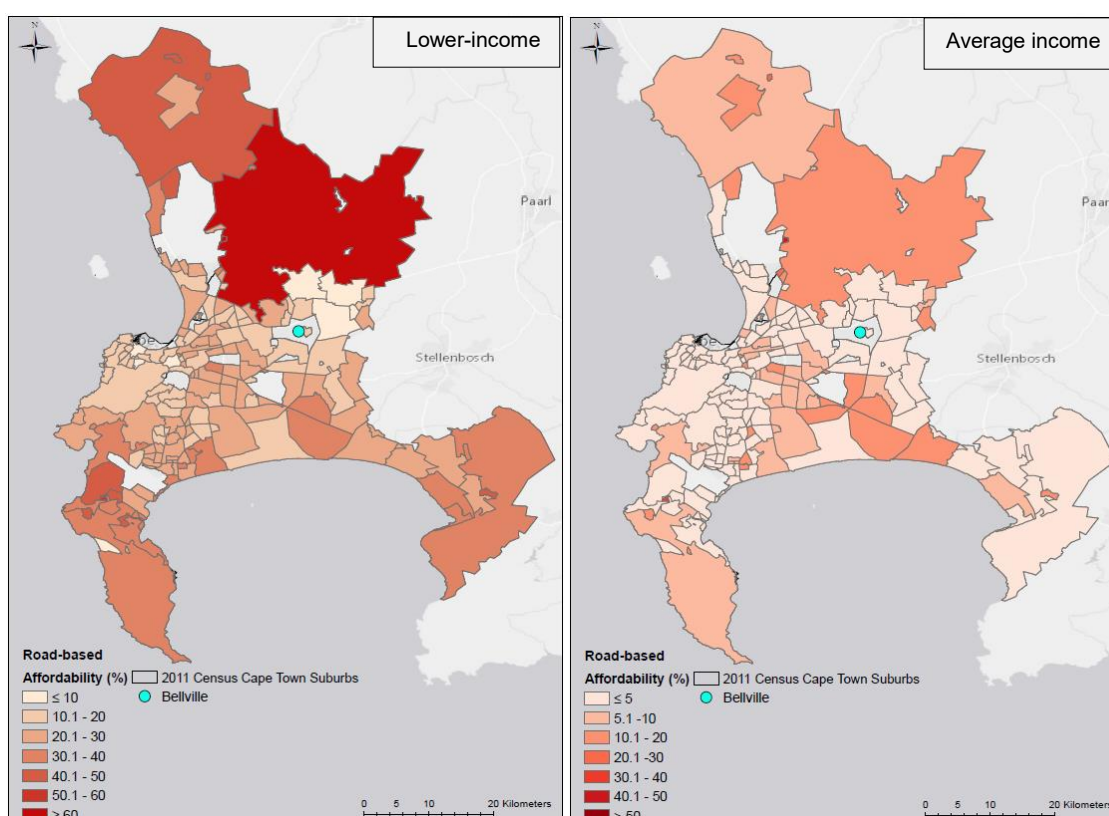 N
Lower-income
Paarl
Stellenbosch
Road-based
Affordability (%)
2011 Census Cape Town Suburbs
≤ 10
Bellville
10.1 - 20
20.1 - 30
30.1 - 40
40.1 - 50
50.1 - 60
> 60
0 5 10 20 Kilometers
N
Average income
Paarl
Stellenbosch
Road-based
Affordability (%)
2011 Census Cape Town Suburbs
≤ 5
Bellville
5.1 -10
10.1 - 20
20.1 -30
30.1 - 40
40.1 - 50
> 50
0 5 10 20 Kilometers